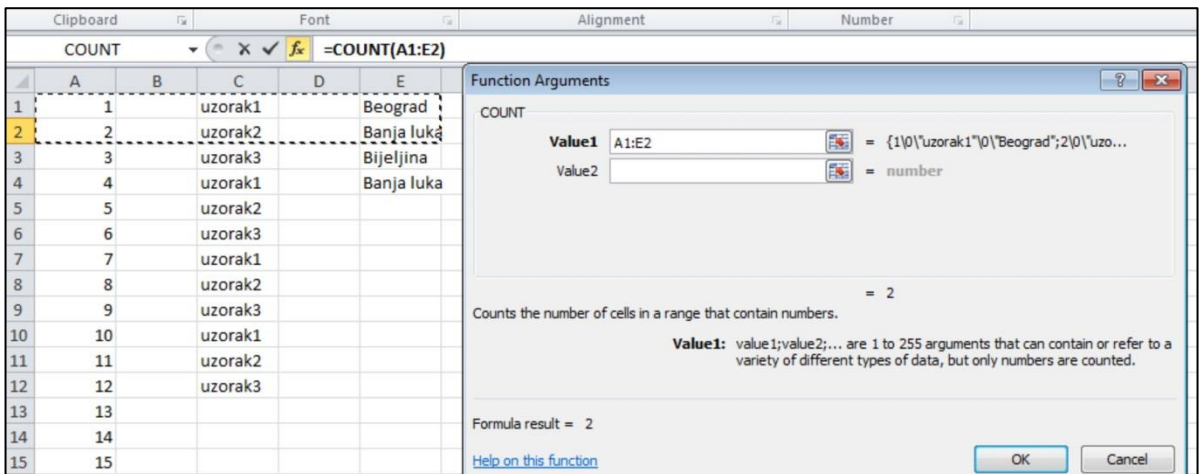 Clipboard Font Alignment Number
COUNT fx =COUNT(A1:E2)
A B C D E
1 1 uzorak1 Beograd
2 2 uzorak2 Banja luka
3 3 uzorak3 Bijeljina
4 4 uzorak1 Banja luka
5 5 uzorak2
6 6 uzorak3
7 7 uzorak1
8 8 uzorak2
9 9 uzorak3
10 10 uzorak1
11 11 uzorak2
12 12 uzorak3
13 13
14 14
15 15
Function Arguments
COUNT
Value1 A1:E2 = {1\0\"uzorak1"\0\"Beograd";2\0\"uzo...
Value2 = number
= 2
Counts the number of cells in a range that contain numbers.
Value1: value1;value2;... are 1 to 255 arguments that can contain or refer to a
variety of different types of data, but only numbers are counted.
Formula result = 2
Help on this function OK Cancel